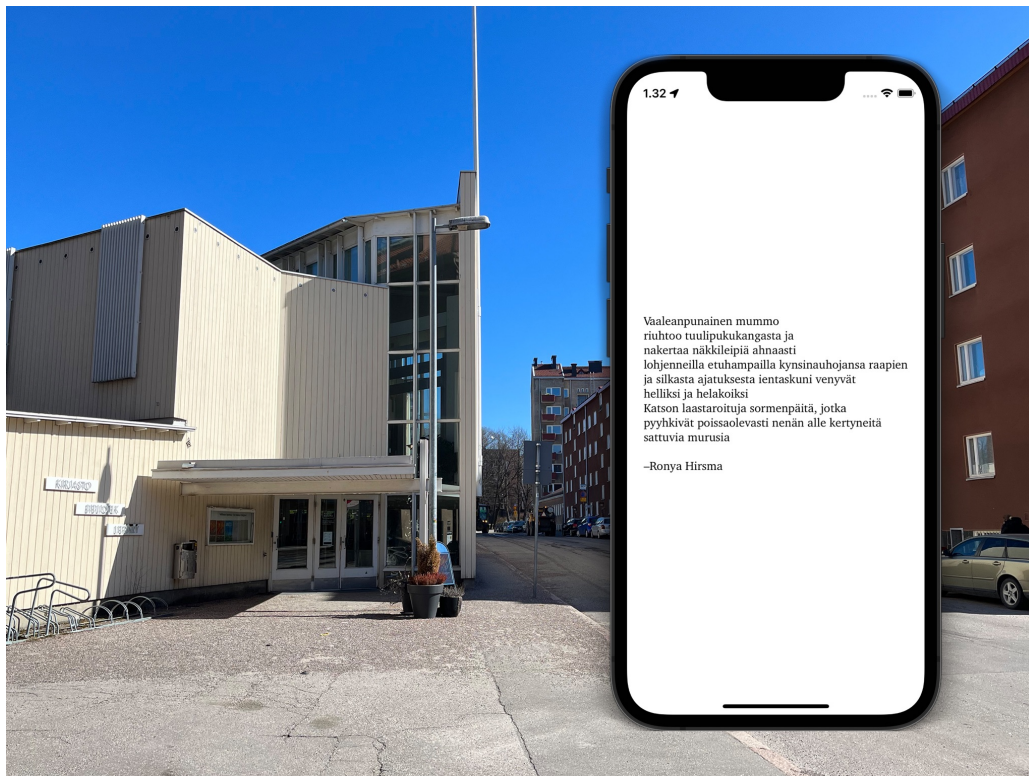 KIRJASTO
1.32
Vaaleanpunainen mummo
riuhtoo tuulipukukangasta ja
nakertaa näkkileipiä ahnaasti
lohjenneilla etuhampailla kynsinauhojansa raapien
ja silkasta ajatuksesta ientaskuni venyvät
helliksi ja helakoiksi
Katson laastaroituja sormenpäitä, jotka
pyyhkivät poissaolevasti nenän alle kertyneitä
sattuvia murusia
–Ronya Hirsma